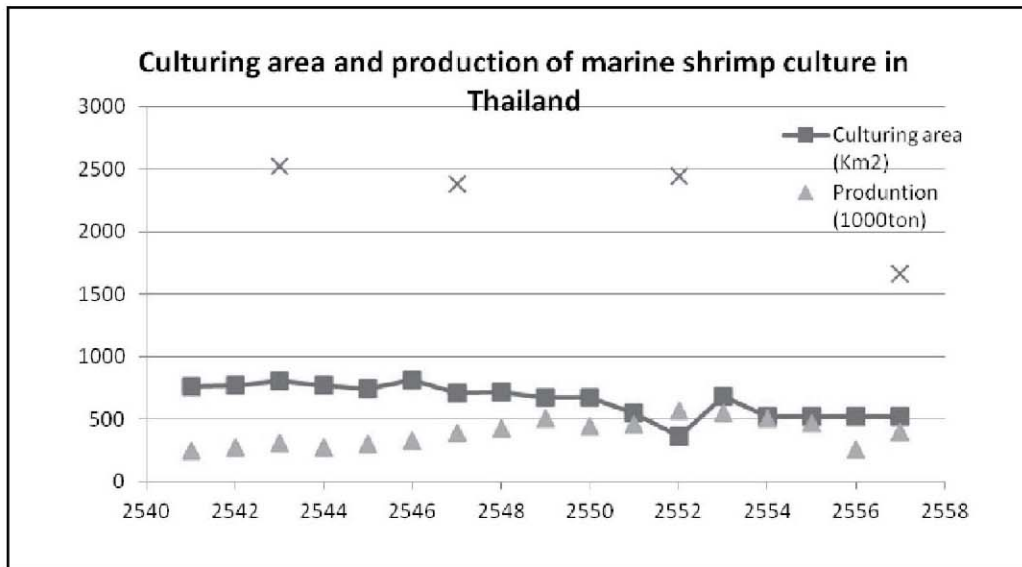 Culturing area and production of marine shrimp culture in
Thailand
3000
2500
2000
1500
1000
500
0
2540
2542
2544
2546
2548
2550
2552
2554
2556
2558
Culturing area
(Km2)
Produntion
(1000ton)